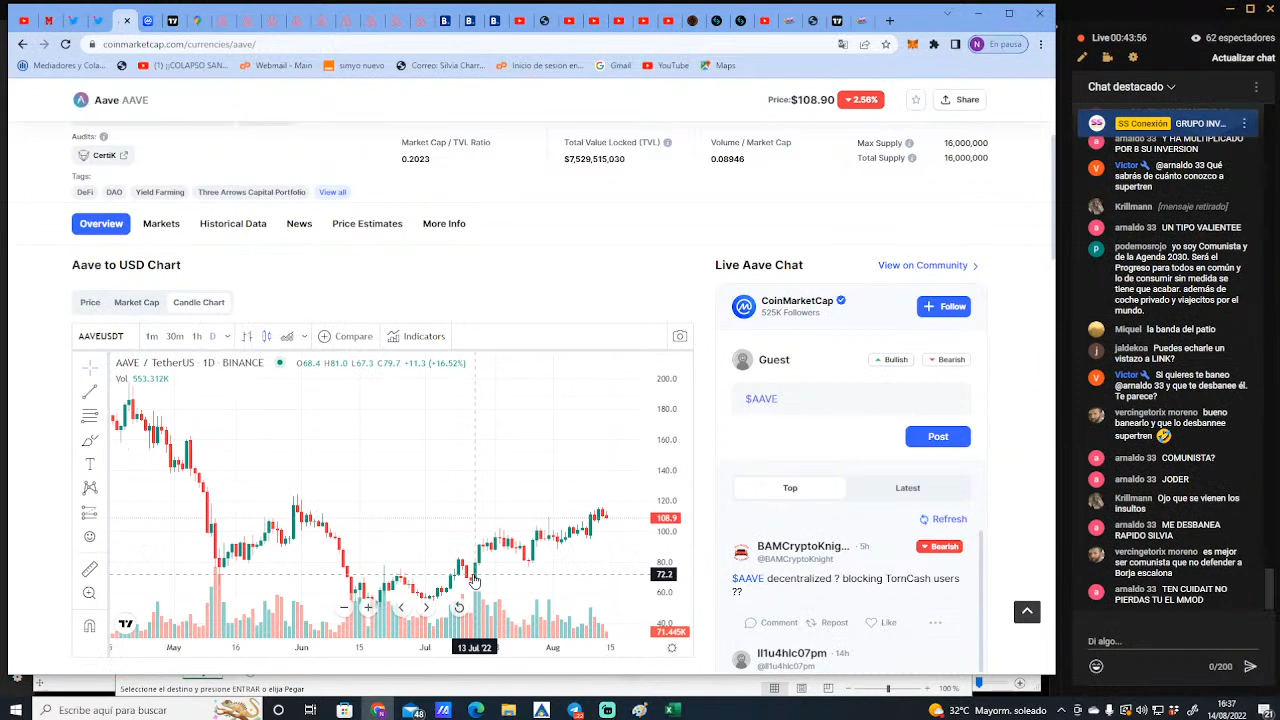 coinmarketcap.com/currencies/aave/
N
En pausa
Mediadores y Cola...
(1) ¡¡COLAPSO SAN...
Webmail – Main
simyo nuevo
Correo: Silvia Charr...
Inicio de sesión en...
Gmail
YouTube
Maps
Aave AAVE
Price:$108.90
2.56%
Share
Audits:
CertiK
Market Cap / TVL Ratio
0.2023
Total Value Locked (TVL)
$7,529,515,030
Volume / Market Cap
0.08946
Max Supply
16,000,000
Total Supply
16,000,000
Tags:
DeFi
DAO
Yield Farming
Three Arrows Capital Portfolio
View all
Overview
Markets
Historical Data
News
Price Estimates
More Info
Aave to USD Chart
Price
Market Cap
Candle Chart
AAVEUSDT
1m
30m
1h
D
Compare
Indicators
AAVE / TetherUS · 1D · BINANCE
O68.4 H81.0 L67.3 C79.7 +11.3 (+16.52%)
Vol 553.312K
200.0
180.0
160.0
140.0
120.0
108.9
100.0
80.0
72.2
60.0
40.0
71.445K
May
16
Jun
Jul
13 Jul '22
Aug
15
Live Aave Chat
View on Community
CoinMarketCap
525K Followers
Follow
Guest
Bullish
Bearish
$AAVE
Post
Top
Latest
Refresh
BAMCryptoKnig...
· 5h
@BAMCryptoKnight
Bearish
$AAVE decentralized ? blocking TornCash users
??
Comment
Repost
Like
ll1u4hlc07pm
· 14h
@ll1u4hlc07pm
Seleccione el destino y presione ENTRAR o elija Pegar
100 %
Escribe aquí para buscar
48
23
32°C Mayorm. soleado
16:37
14/08/2022
21
Live 00:43:56
62 espectadores
Actualizar chat
Chat destacado
SS Conexión
GRUPO INV...
arnaldo 33 Y HAN MULTIPLICADO
POR 8 SU INVERSION
Victor @arnaldo 33 Qué
sabrás de cuánto conozco a
supertren
Krillmann [mensaje retirado]
arnaldo 33 UN TIPO VALIENTEE
podemosrojo yo soy Comunista y
de la Agenda 2030. Será el
Progreso para todos en común y
lo de consumir sin medida se
tiene que acabar. además de
coche privado y viajetos por el
mundo.
Miquel la banda del patio
jaldekoa Puedes echarle un
vistazo a LINK?
Victor Si quieres te baneo
@arnaldo 33 y que te desbanee él.
Te parece?
vercingetorix moreno bueno
banearlo y que lo desbanee
supertren
arnaldo 33 COMUNISTA?
arnaldo 33 JODER
Krillmann Ojo que se vienen los
insultos
arnaldo 33 ME DESBANEA
RAPIDO SILVIA
vercingetorix moreno es mejor
ser comunista que defender a
Borja escalona
arnaldo 33 TEN CUIDAIT NO
PIERDAS TU EL MMOD
Di algo...
0/200